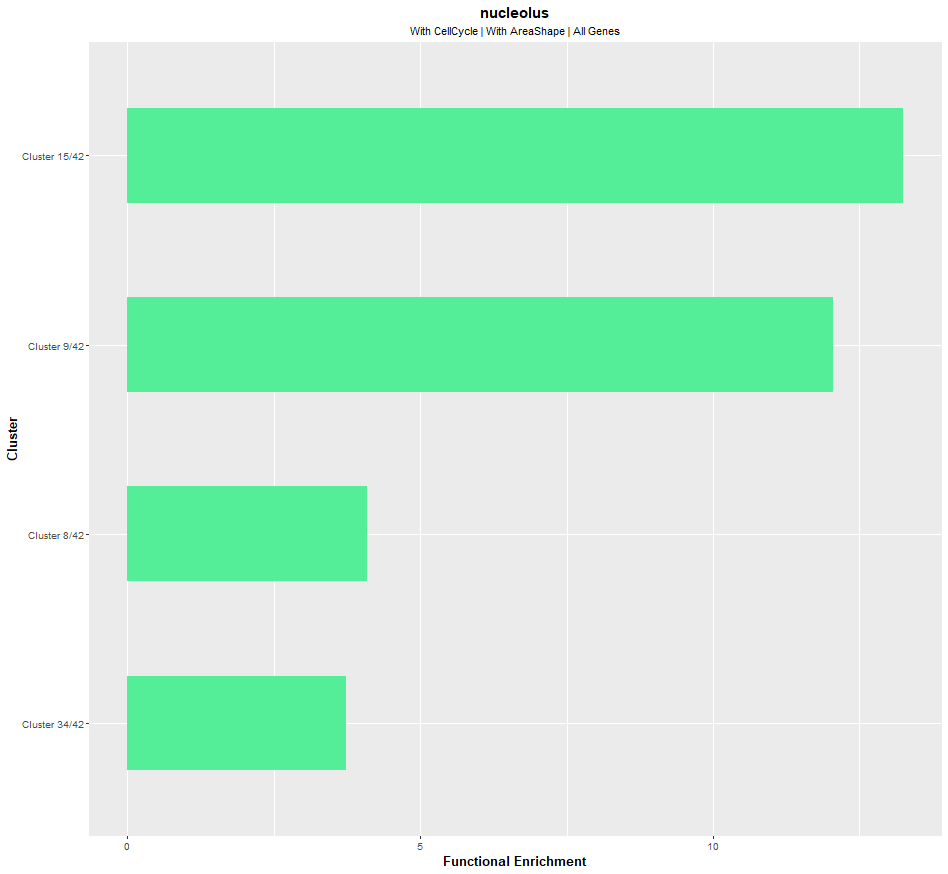 nucleolus
With CellCycle | With AreaShape | All Genes
Cluster 15/42
Cluster 9/42
Cluster 8/42
Cluster 34/42
Cluster
0 5 10
Functional Enrichment